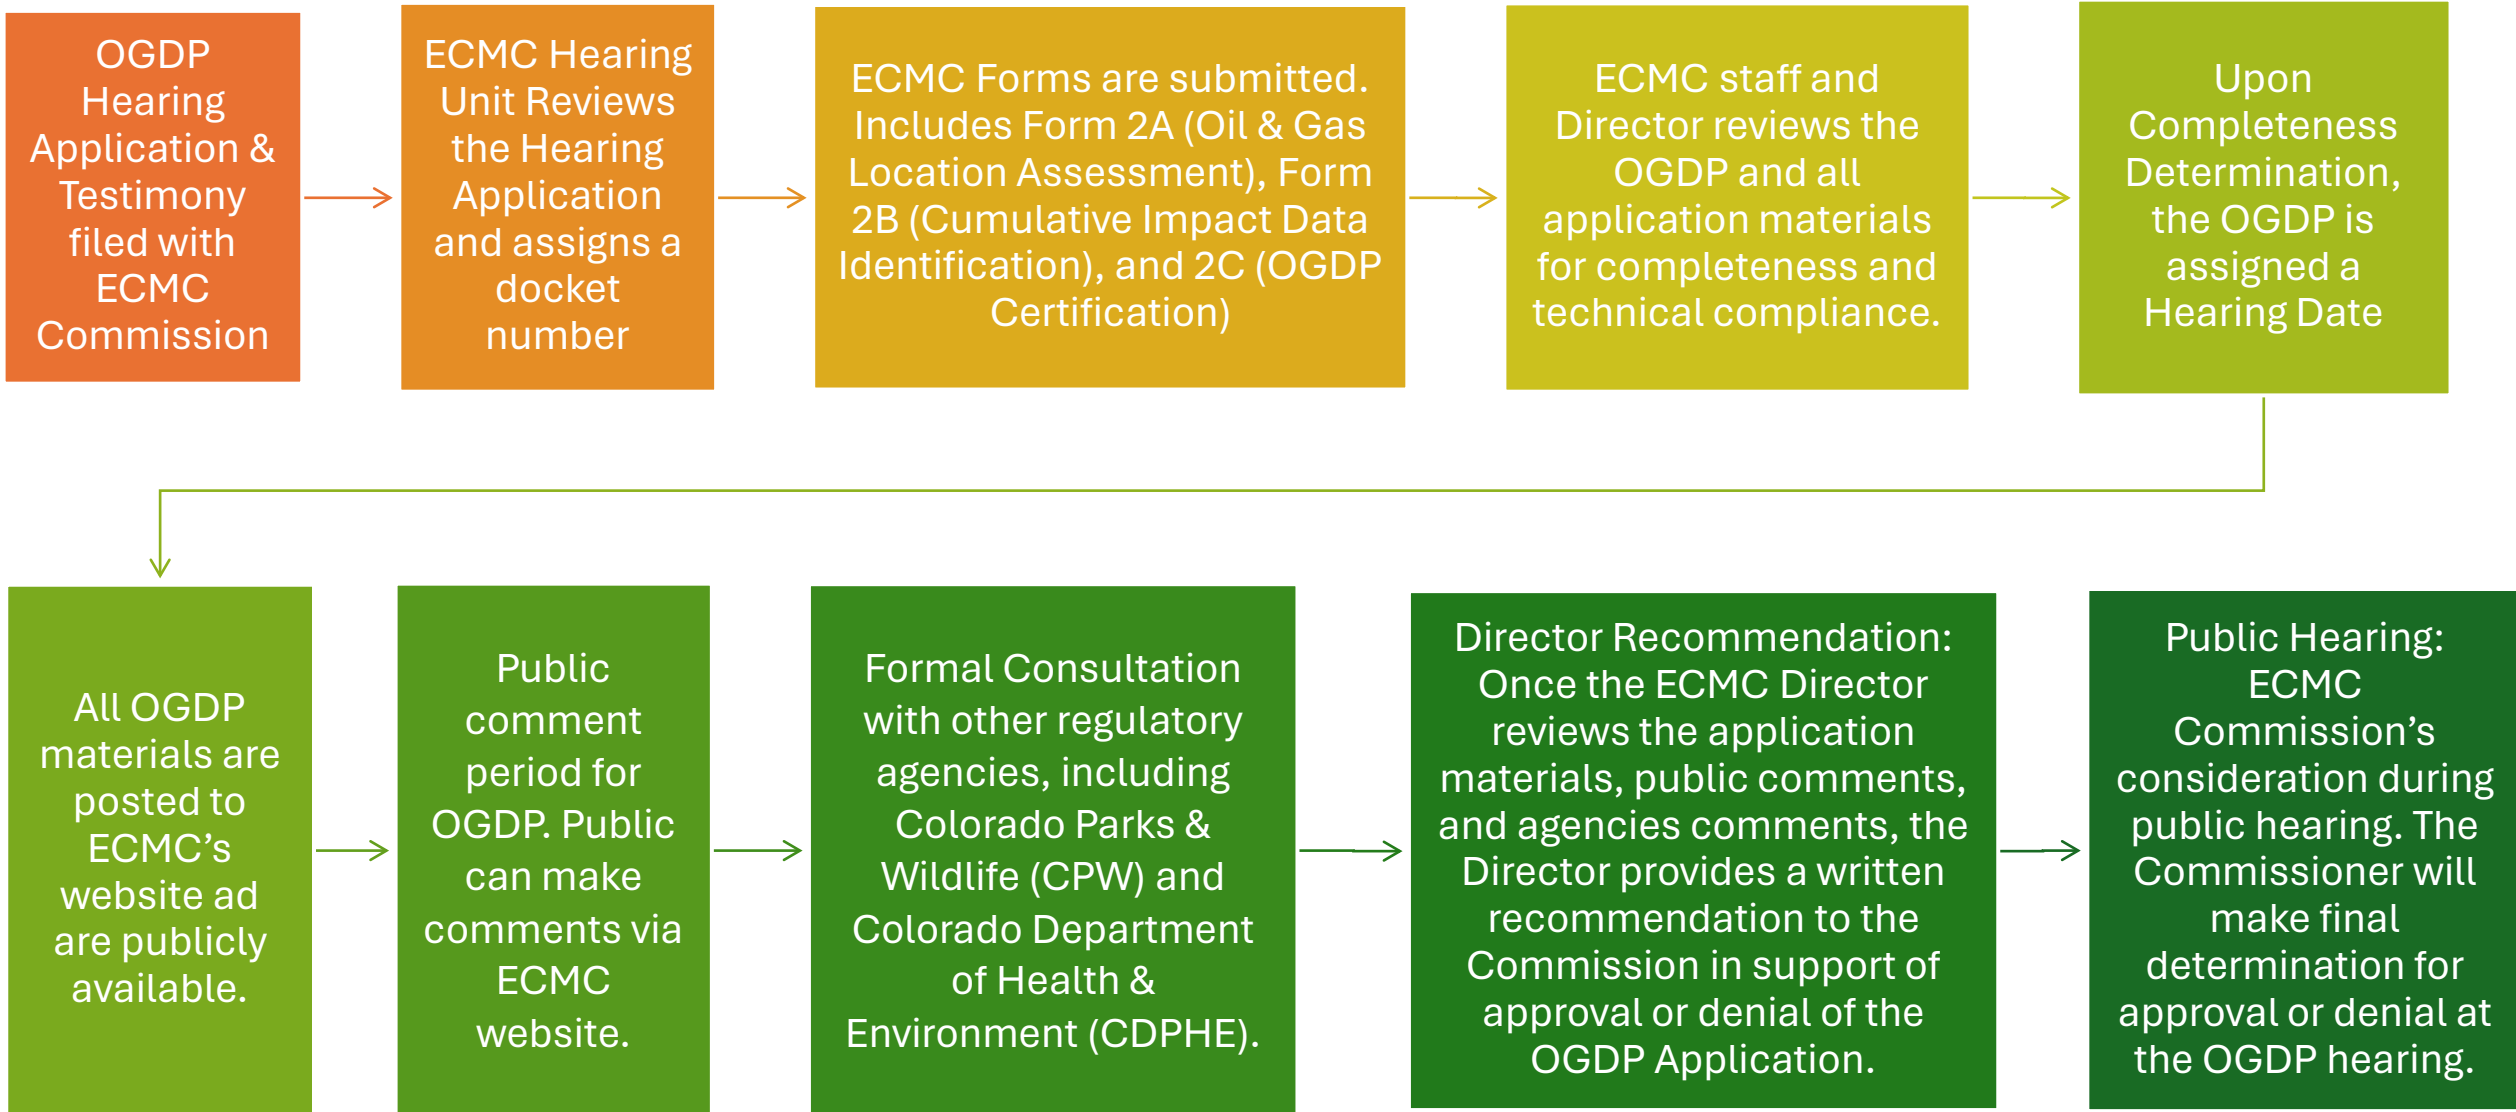 OGDP
Hearing
Application &
Testimony
filed with
ECMC
Commission
ECMC Hearing
Unit Reviews
the Hearing
Application
and assigns a
docket
number
ECMC Forms are submitted.
Includes Form 2A (Oil & Gas
Location Assessment), Form
2B (Cumulative Impact Data
Identification), and 2C (OGDP
Certification)
ECMC staff and
Director reviews the
OGDP and all
application materials
for completeness and
technical compliance.
Upon
Completeness
Determination,
the OGDP is
assigned a
Hearing Date
All OGDP
materials are
posted to
ECMC’s
website ad
are publicly
available.
Public
comment
period for
OGDP. Public
can make
comments via
ECMC
website.
Formal Consultation
with other regulatory
agencies, including
Colorado Parks &
Wildlife (CPW) and
Colorado Department
of Health &
Environment (CDPHE).
Director Recommendation:
Once the ECMC Director
reviews the application
materials, public comments,
and agencies comments, the
Director provides a written
recommendation to the
Commission in support of
approval or denial of the
OGDP Application.
Public Hearing:
ECMC
Commission’s
consideration during
public hearing. The
Commissioner will
make final
determination for
approval or denial at
the OGDP hearing.